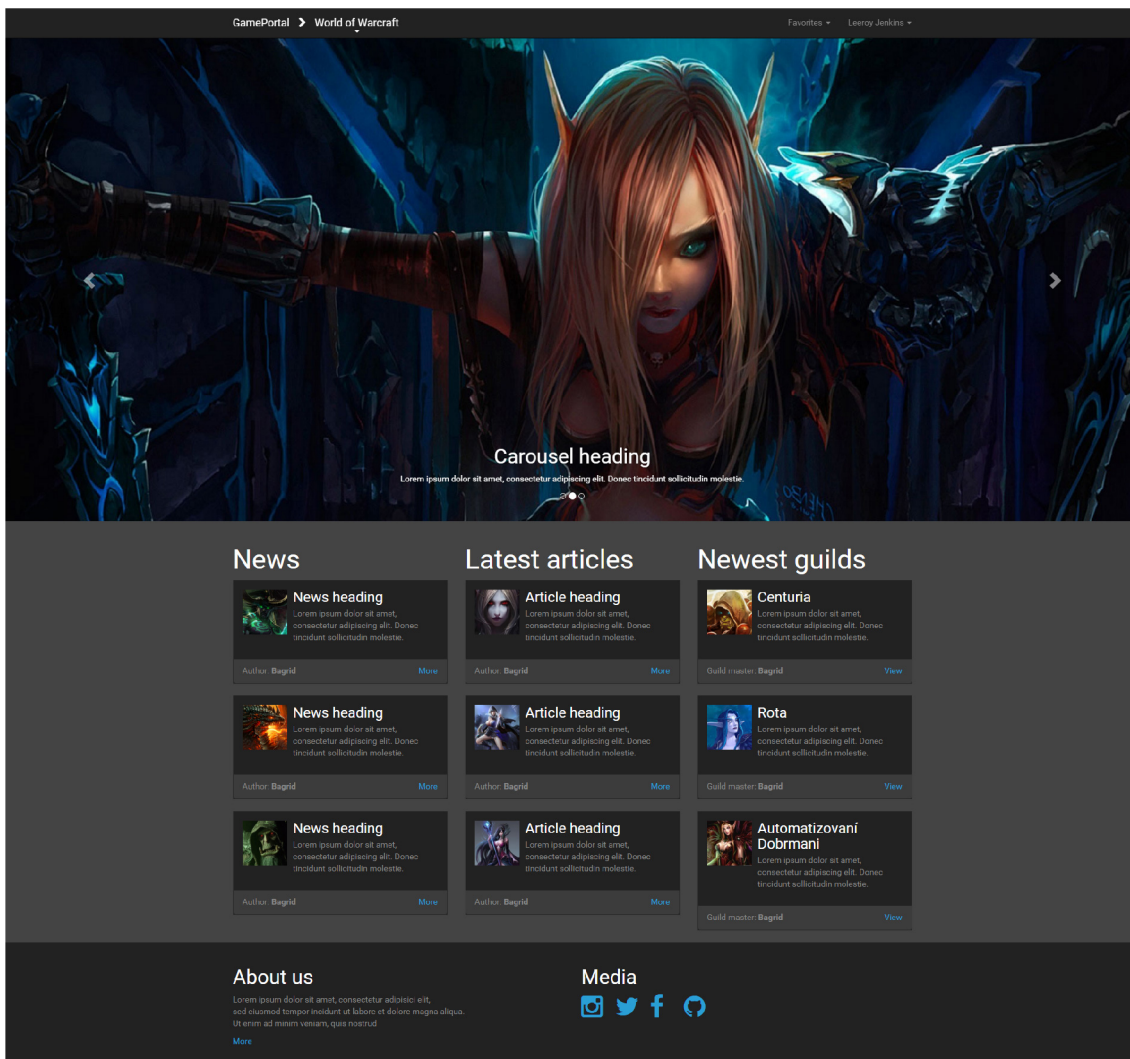 GamePortal World of Warcraft
Favorites Leeroy Jenkins
Carousel heading
Lorem ipsum dolor sit amet, consectetur adipiscing elit. Donec tincidunt sollicitudin molestie.
News
News heading
Lorem ipsum dolor sit amet,
consectetur adipiscing elit. Donec
tincidunt sollicitudin molestie.
Author: Bagrid More
News heading
Lorem ipsum dolor sit amet,
consectetur adipiscing elit. Donec
tincidunt sollicitudin molestie.
Author: Bagrid More
News heading
Lorem ipsum dolor sit amet,
consectetur adipiscing elit. Donec
tincidunt sollicitudin molestie.
Author: Bagrid More
Latest articles
Article heading
Lorem ipsum dolor sit amet,
consectetur adipiscing elit. Donec
tincidunt sollicitudin molestie.
Author: Bagrid More
Article heading
Lorem ipsum dolor sit amet,
consectetur adipiscing elit. Donec
tincidunt sollicitudin molestie.
Author: Bagrid More
Article heading
Lorem ipsum dolor sit amet,
consectetur adipiscing elit. Donec
tincidunt sollicitudin molestie.
Author: Bagrid More
Newest guilds
Centuria
Lorem ipsum dolor sit amet,
consectetur adipiscing elit. Donec
tincidunt sollicitudin molestie.
Guild master: Bagrid View
Rota
Lorem ipsum dolor sit amet,
consectetur adipiscing elit. Donec
tincidunt sollicitudin molestie.
Guild master: Bagrid View
Automatizovaní
Dobrmani
Lorem ipsum dolor sit amet,
consectetur adipiscing elit. Donec
tincidunt sollicitudin molestie.
Guild master: Bagrid View
About us
Lorem ipsum dolor sit amet, consectetur adipisici elit,
sed eiusmod tempor incidunt ut labore et dolore magna aliqua.
Ut enim ad minim veniam, quis nostrud
More
Media